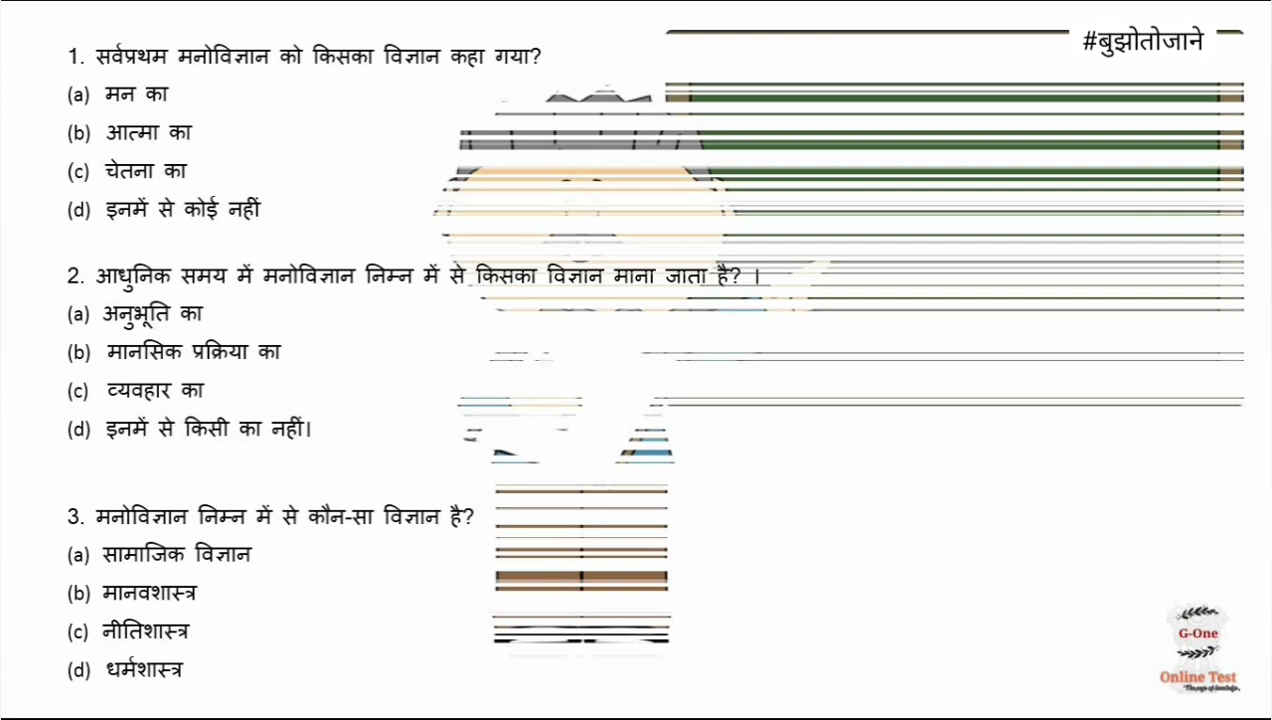 #बुझोतोजाने
1. सर्वप्रथम मनोविज्ञान को किसका विज्ञान कहा गया?
(a) मन का
(b) आत्मा का
(c) चेतना का
(d) इनमें से कोई नहीं
2. आधुनिक समय में मनोविज्ञान निम्न में से किसका विज्ञान माना जाता है? ।
(a) अनुभूति का
(b) मानसिक प्रक्रिया का
(c) व्यवहार का
(d) इनमें से किसी का नहीं।
3. मनोविज्ञान निम्न में से कौन-सा विज्ञान है?
(a) सामाजिक विज्ञान
(b) मानवशास्त्र
(c) नीतिशास्त्र
(d) धर्मशास्त्र
G-One
Online Test